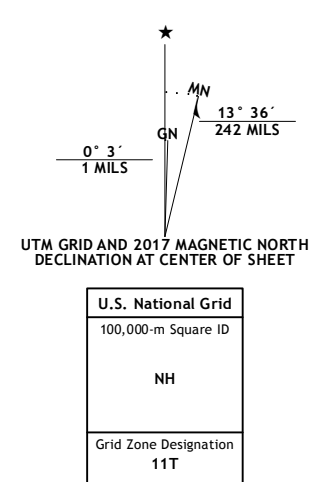 ★
MN
GN
13° 36´
242 MILS
0° 3´
1 MILS
UTM GRID AND 2017 MAGNETIC NORTH
DECLINATION AT CENTER OF SHEET
U.S. National Grid
100,000-m Square ID
NH
Grid Zone Designation
11T